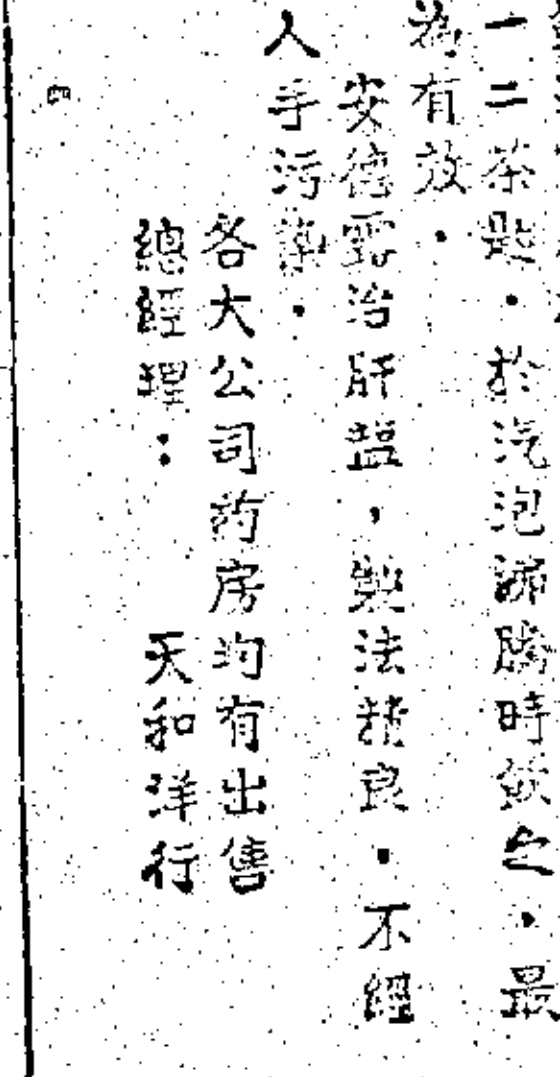 一二茶匙．於汽泡沸騰時飲之．最
為有效．
安德露治肝鹽，製法精良．不經
人手污染．
各大公司藥房均有出售
總經理：　天和洋行